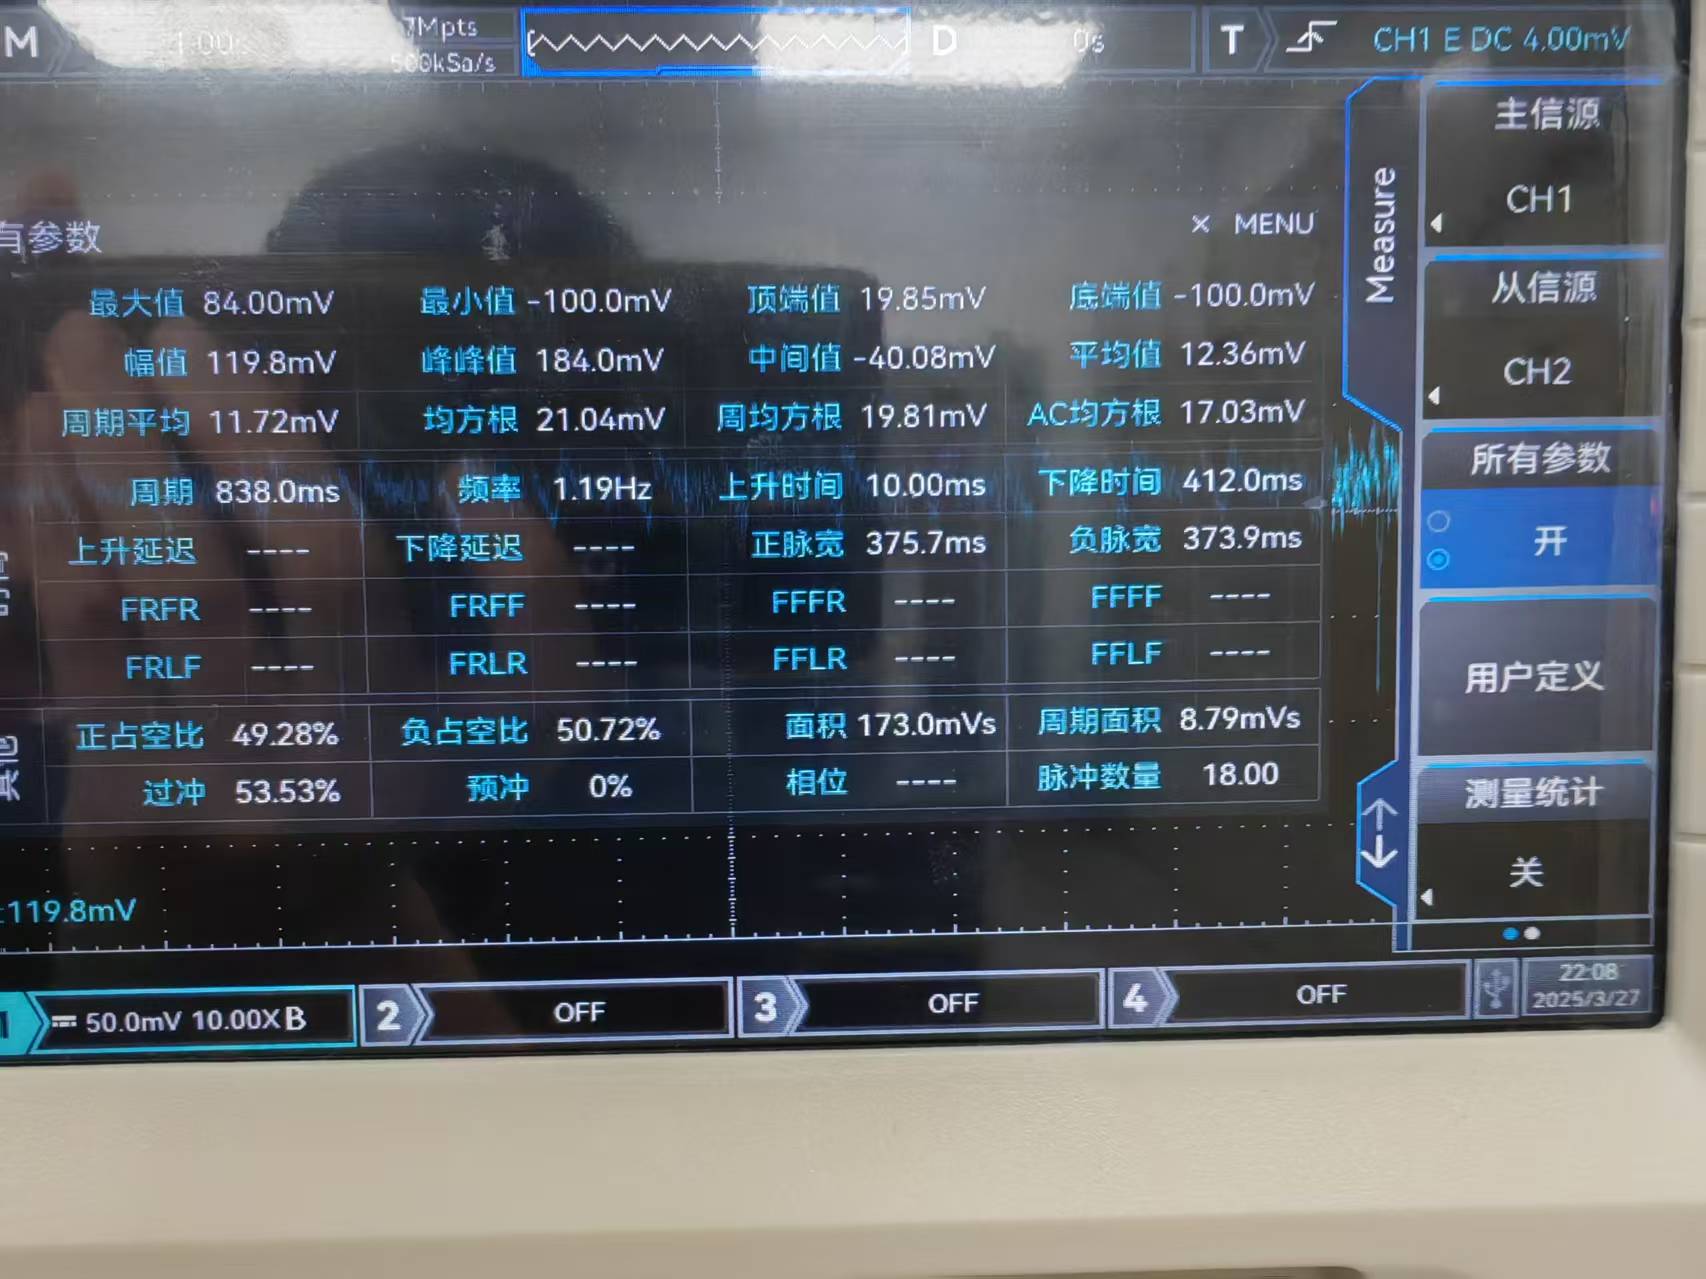 M
7Mpts
500kSa/s
D
0s
T
CH1 E DC 4.00mV
有参数
× MENU
最大值 84.00mV 最小值 -100.0mV 顶端值 19.85mV 底端值 -100.0mV
幅值 119.8mV 峰峰值 184.0mV 中间值 -40.08mV 平均值 12.36mV
周期平均 11.72mV 均方根 21.04mV 周均方根 19.81mV AC均方根 17.03mV
周期 838.0ms 频率 1.19Hz 上升时间 10.00ms 下降时间 412.0ms
上升延迟 ---- 下降延迟 ---- 正脉宽 375.7ms 负脉宽 373.9ms
FRFR ---- FRFF ---- FFFR ---- FFFF ----
FRLF ---- FRLR ---- FFLR ---- FFLF ----
正占空比 49.28% 负占空比 50.72% 面积 173.0mVs 周期面积 8.79mVs
过冲 53.53% 预冲 0% 相位 ---- 脉冲数量 18.00
:119.8mV
Measure
主信源
CH1
从信源
CH2
所有参数
开
用户定义
测量统计
关
1 50.0mV 10.00X B
2 OFF
3 OFF
4 OFF
22:08
2025/3/27